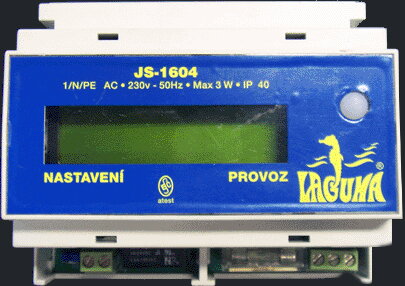 JS-1604
1/N/PE AC • 230v - 50Hz • Max 3 W • IP 40
NASTAVENÍ
PROVOZ
atest
LAGUNA ®